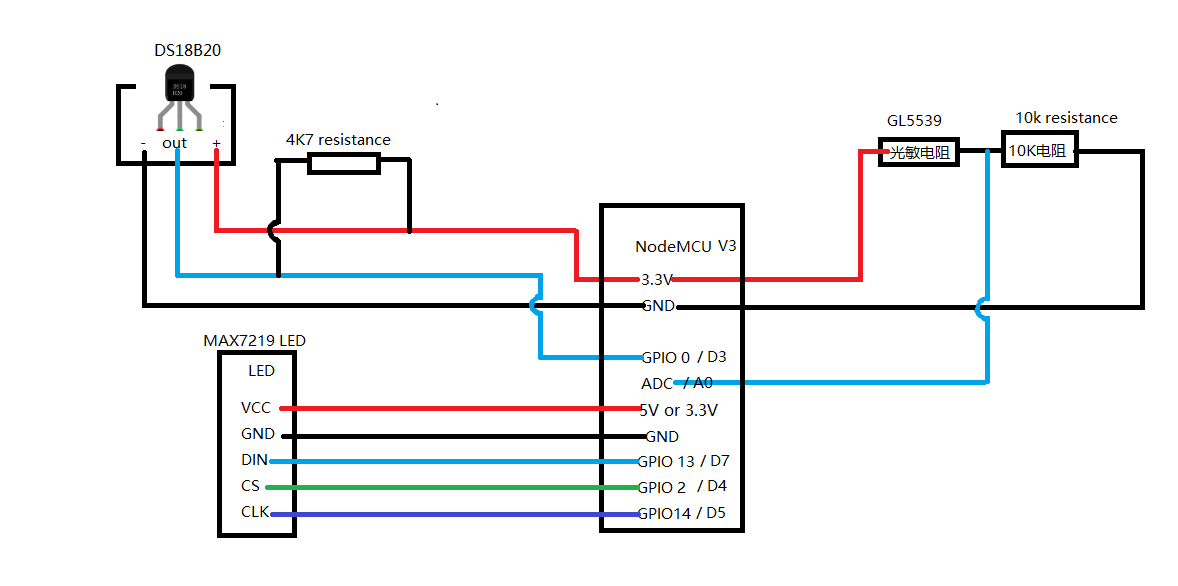 DS18B20
DS18
B20
- out +
4K7 resistance
GL5539
10k resistance
光敏电阻
10K电阻
NodeMCU V3
3.3V
GND
GPIO 0 / D3
ADC / A0
5V or 3.3V
GND
GPIO 13 / D7
GPIO 2 / D4
GPIO14 / D5
MAX7219 LED
LED
VCC
GND
DIN
CS
CLK